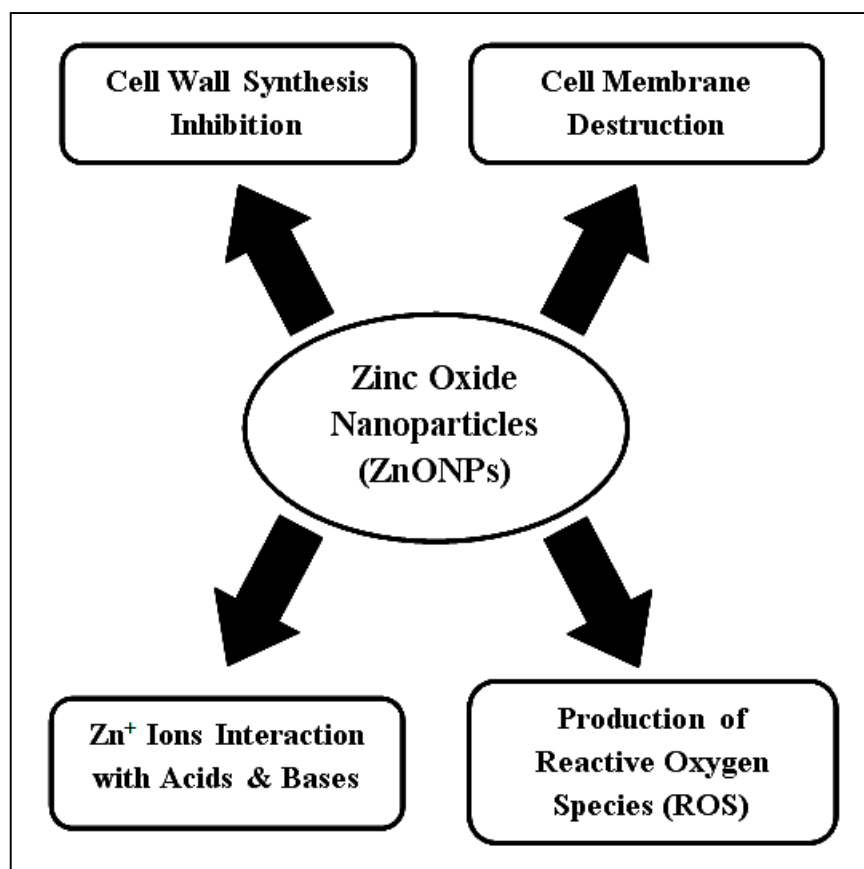 Cell Wall Synthesis
Inhibition
Cell Membrane
Destruction
Zinc Oxide
Nanoparticles
(ZnONPs)
Zn⁺ Ions Interaction
with Acids & Bases
Production of
Reactive Oxygen
Species (ROS)